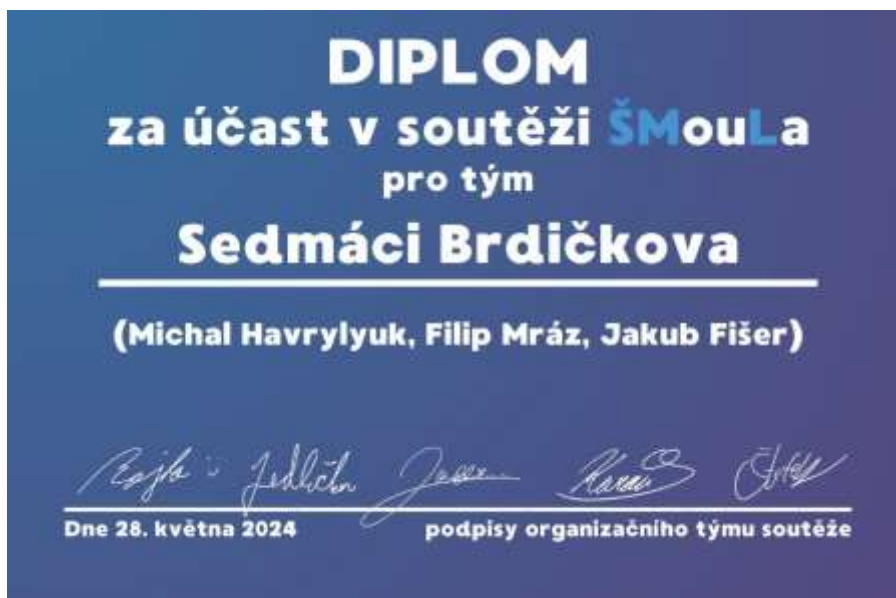 DIPLOM
za účast v soutěži ŠMouLa
pro tým
Sedmáci Brdičkova
(Michal Havrylyuk, Filip Mráz, Jakub Fišer)
Jedlička
Dne 28. května 2024 podpisy organizačního týmu soutěže